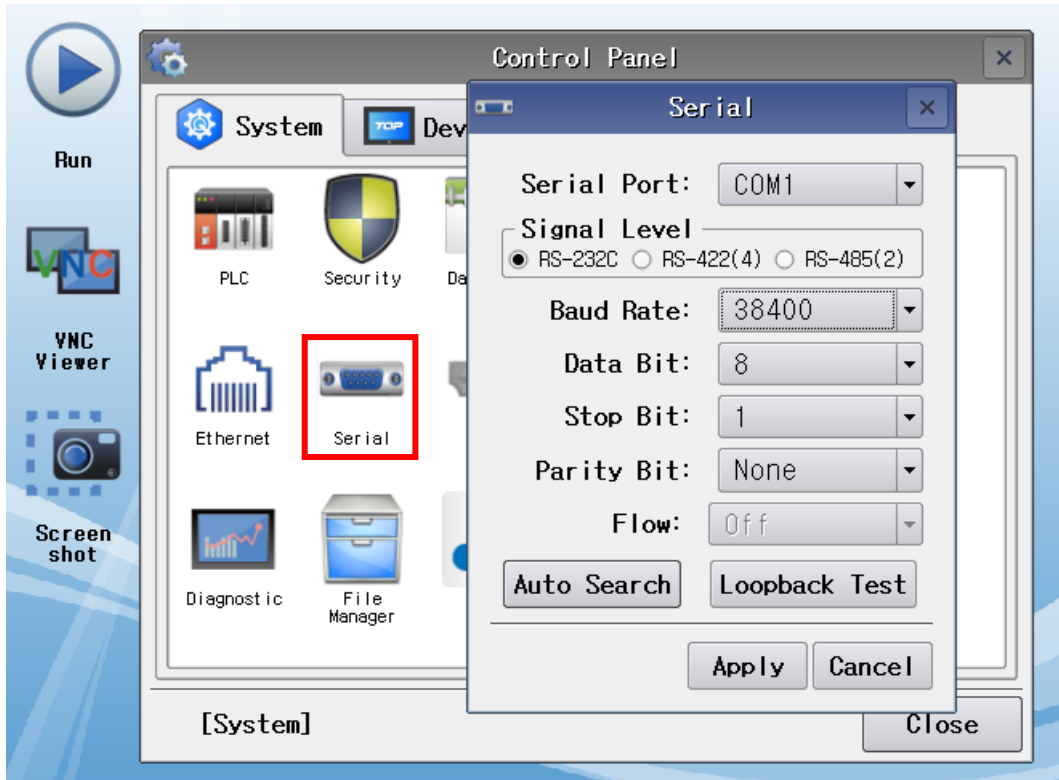 Control Panel
Serial
System
TOP
Dev
Run
Serial Port:
COM1
Signal Level
RS-232C
RS-422(4)
RS-485(2)
PLC
Security
Da
Baud Rate:
38400
VNC
VNC
Viewer
Data Bit:
8
Stop Bit:
1
Ethernet
Serial
Parity Bit:
None
Flow:
Off
Screen
shot
Auto Search
Loopback Test
Diagnostic
File
Manager
Apply
Cancel
[System]
Close